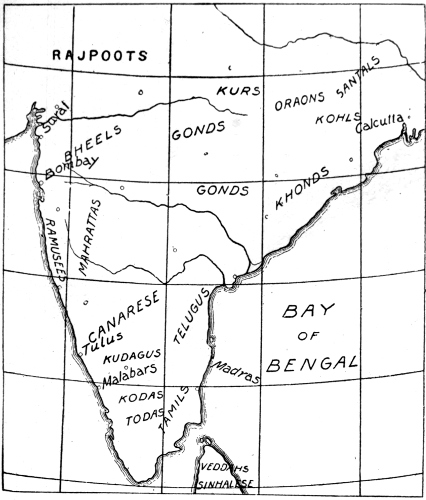 RAJPOOTS
KURS
ORAONS
SANTALS
KOHLS
Calcutta
Surat
BHEELS
GONDS
Bombay
GONDS
KHONDS
RAMUSEES
MAHRATTAS
CANARESE
TELUGUS
BAY
OF
BENGAL
Tulus
KUDAGUS
Malabars
Madras
KODAS
TODAS
TAMILS
VEDDAHS
SINHALESE